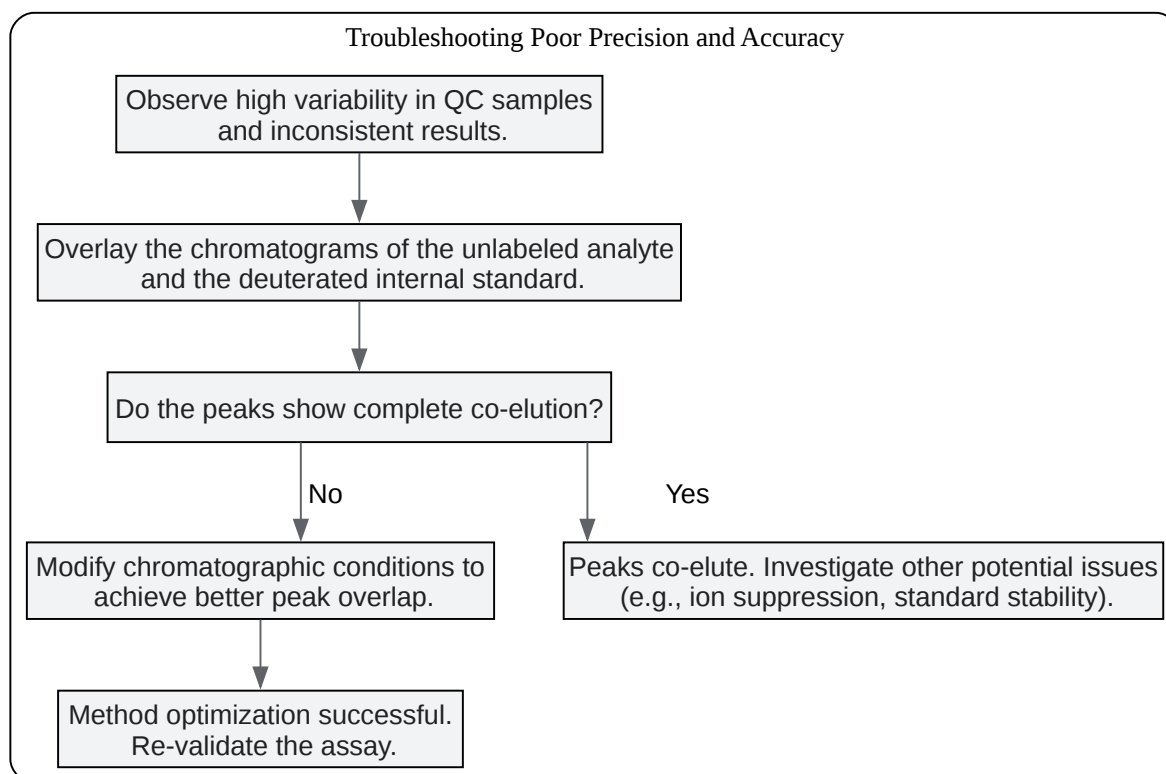 Troubleshooting Poor Precision and Accuracy
Observe high variability in QC samples
and inconsistent results.
Overlay the chromatograms of the unlabeled analyte
and the deuterated internal standard.
Do the peaks show complete co-elution?
No
Yes
Modify chromatographic conditions to
achieve better peak overlap.
Peaks co-elute. Investigate other potential issues
(e.g., ion suppression, standard stability).
Method optimization successful.
Re-validate the assay.